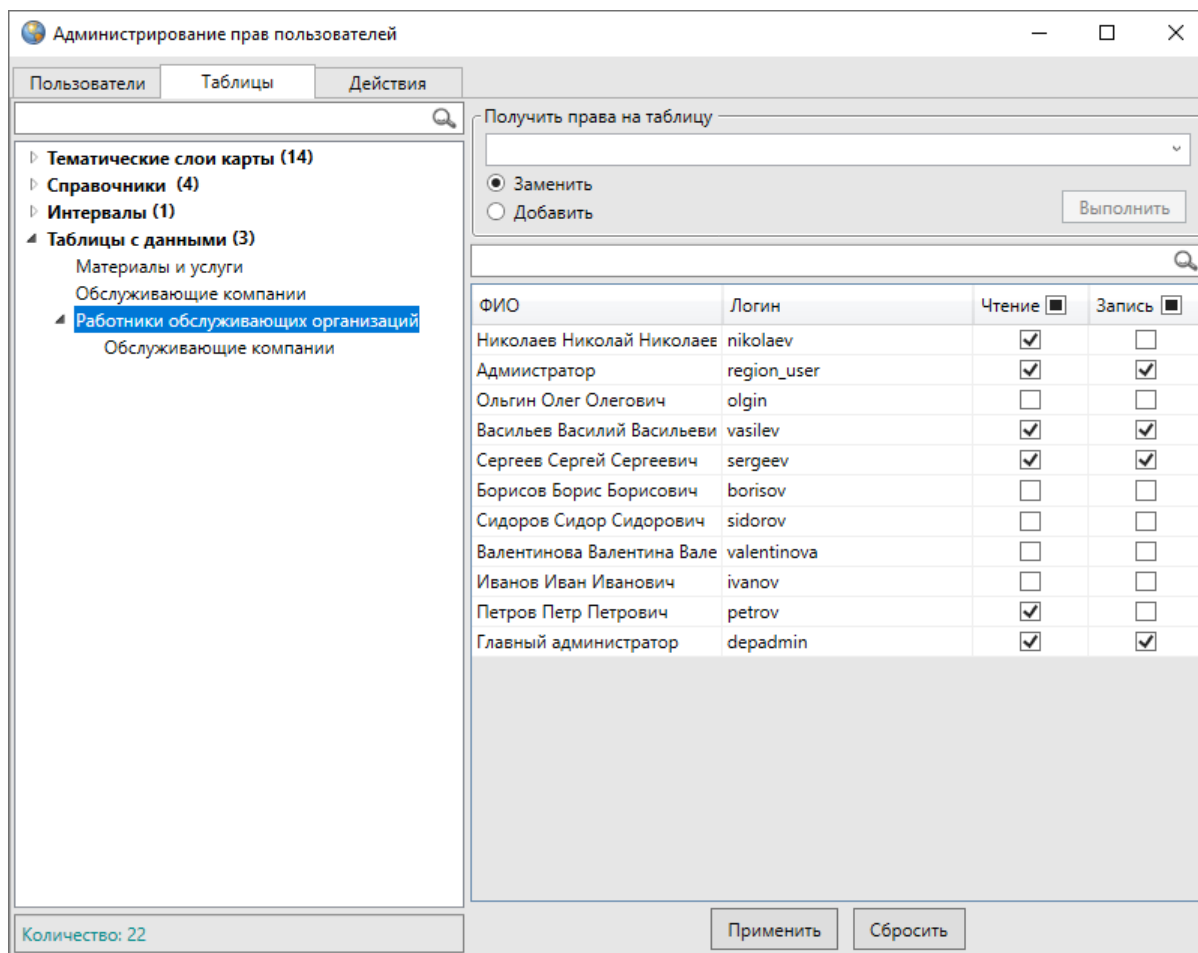 Администрирование прав пользователей
Пользователи Таблицы Действия
Тематические слои карты (14)
Справочники (4)
Интервалы (1)
Таблицы с данными (3)
Материалы и услуги
Обслуживающие компании
Работники обслуживающих организаций
Обслуживающие компании
Количество: 22
Получить права на таблицу
Заменить
Добавить
Выполнить
ФИО Логин Чтение Запись
Николаев Николай Николаев nikolaev
Адмиистратор region_user
Ольгин Олег Олегович olgin
Васильев Василий Васильеви vasilev
Сергеев Сергей Сергеевич sergeev
Борисов Борис Борисович borisov
Сидоров Сидор Сидорович sidorov
Валентинова Валентина Вале valentinova
Иванов Иван Иванович ivanov
Петров Петр Петрович petrov
Главный администратор depadmin
Применить Сбросить